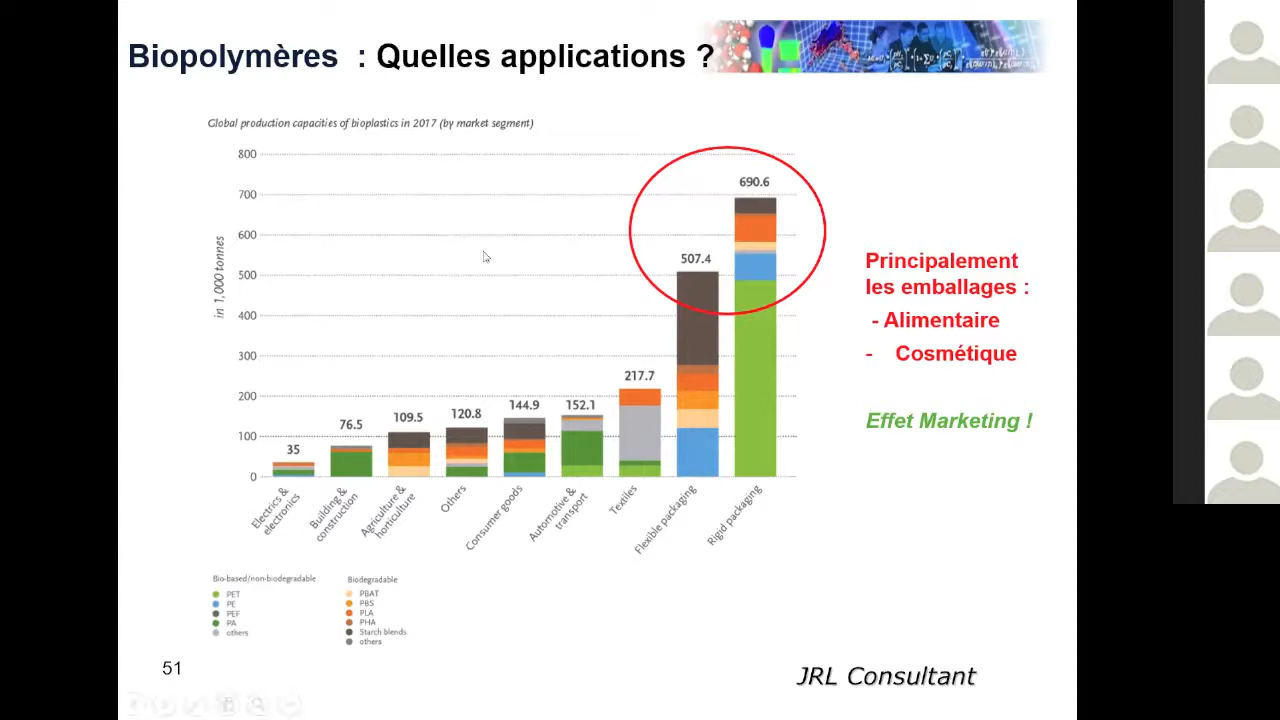 Biopolymères : Quelles applications ?
Global production capacities of bioplastics in 2017 (by market segment)
in 1,000 tonnes
800
700
600
500
400
300
200
100
0
35
76.5
109.5
120.8
144.9
152.1
217.7
507.4
690.6
Electrics &
electronics
Building &
construction
Agriculture &
horticulture
Others
Consumer goods
Automotive &
transport
Textiles
Flexible packaging
Rigid packaging
Principalement
les emballages :
- Alimentaire
- Cosmétique
Effet Marketing !
Bio-based/non-biodegradable
PET
PE
PEF
PA
others
Biodegradable
PBAT
PBS
PLA
PHA
Starch blends
others
51
JRL Consultant